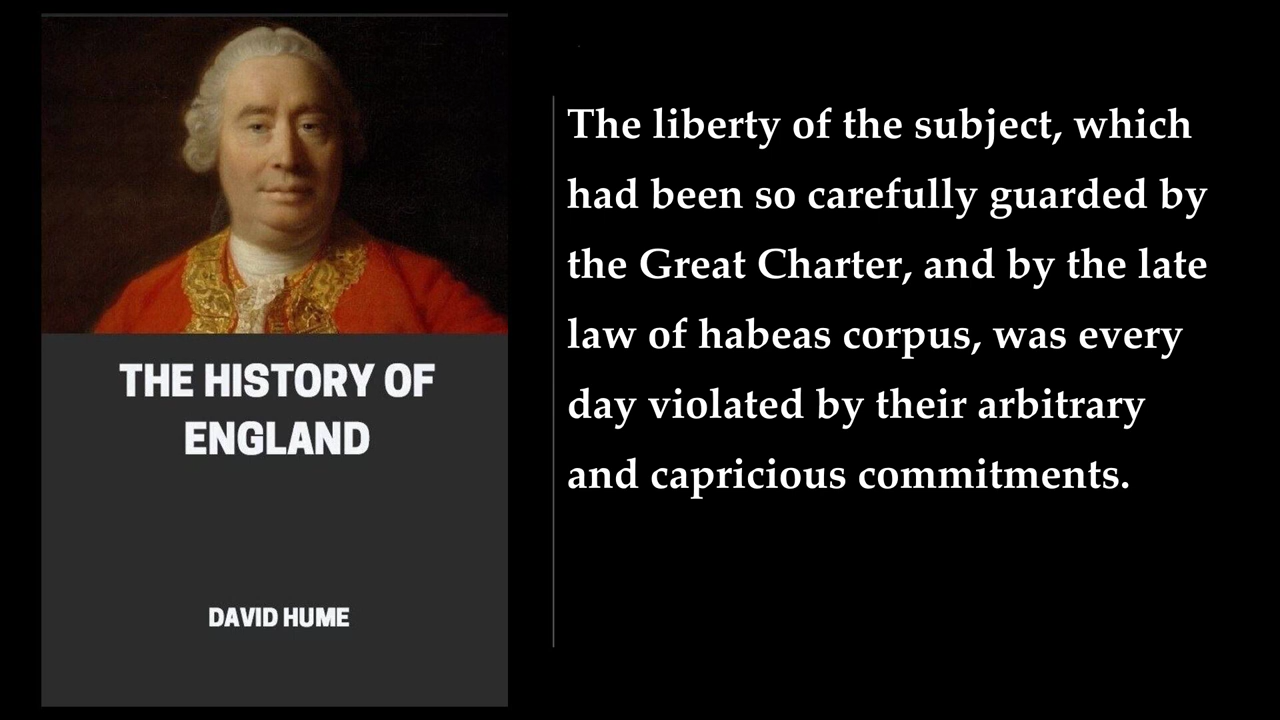 THE HISTORY OF
ENGLAND
DAVID HUME
The liberty of the subject, which
had been so carefully guarded by
the Great Charter, and by the late
law of habeas corpus, was every
day violated by their arbitrary
and capricious commitments.